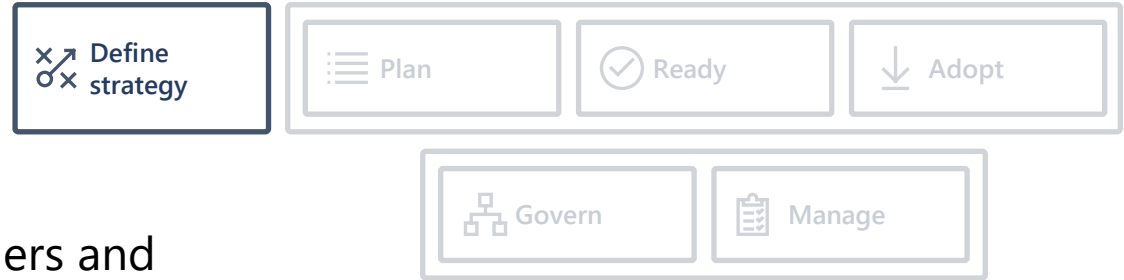 Define
strategy
Plan
Ready
Adopt
Govern
Manage
ers and